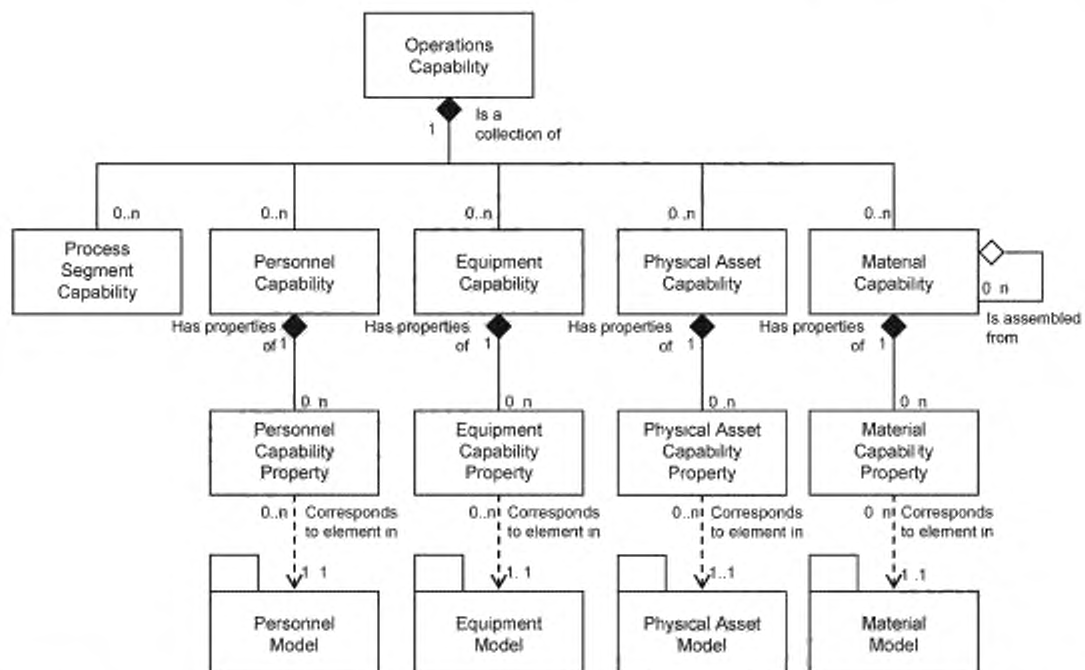 Operations
Capability
Is a
collection of
1
0..n
0..n
0..n
0..n
0..n
Process
Segment
Capability
Personnel
Capability
Equipment
Capability
Physical Asset
Capability
Material
Capability
0 n
Is assembled
from
Has properties
of 1
Has properties
of 1
Has properties
of 1
Has properties
of 1
0 n
0 n
0 n
0 n
Personnel
Capability
Property
Equipment
Capability
Property
Physical Asset
Capability
Property
Material
Capability
Property
0..n Corresponds
to element in
0..n Corresponds
to element in
0..n Corresponds
to element in
0 n Corresponds
to element in
1 1
1. 1
1..1
1 .1
Personnel
Model
Equipment
Model
Physical Asset
Model
Material
Model